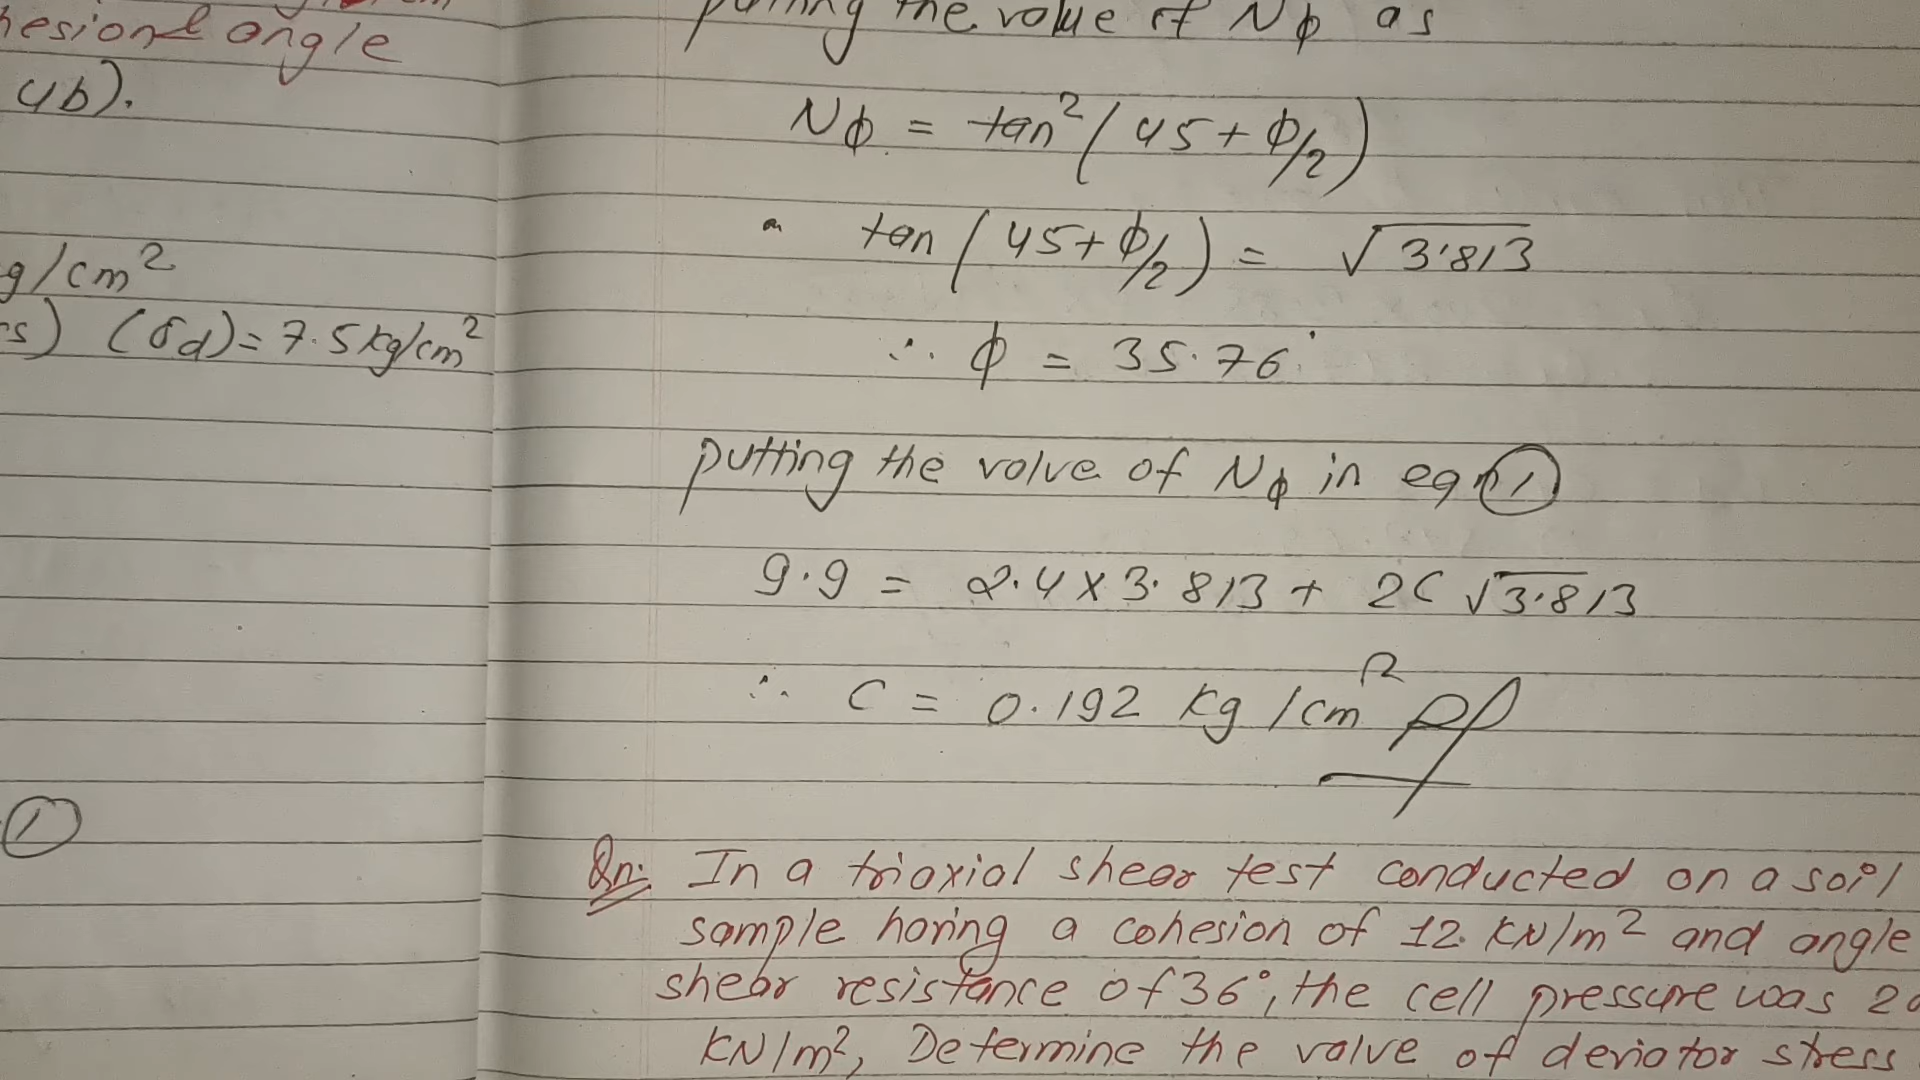 angle
4b).
g/cm²
s) (σd)= 7.5 kg/cm²
①
putting the value of Nϕ as
Nϕ = tan² (45+ ϕ/2)
tan (45+ϕ/2) = √3.813
∴ ϕ = 35.76°
putting the value of Nϕ in eqn ①
9.9 = 2.4 x 3.813 + 2C √3.813
∴ C = 0.192 kg/cm²
Qn: In a trioxial shear test conducted on a soil
sample having a cohesion of 12 KN/m² and angle
shear resistance of 36°, the cell pressure was
KN/m², Determine the value of deviator stress